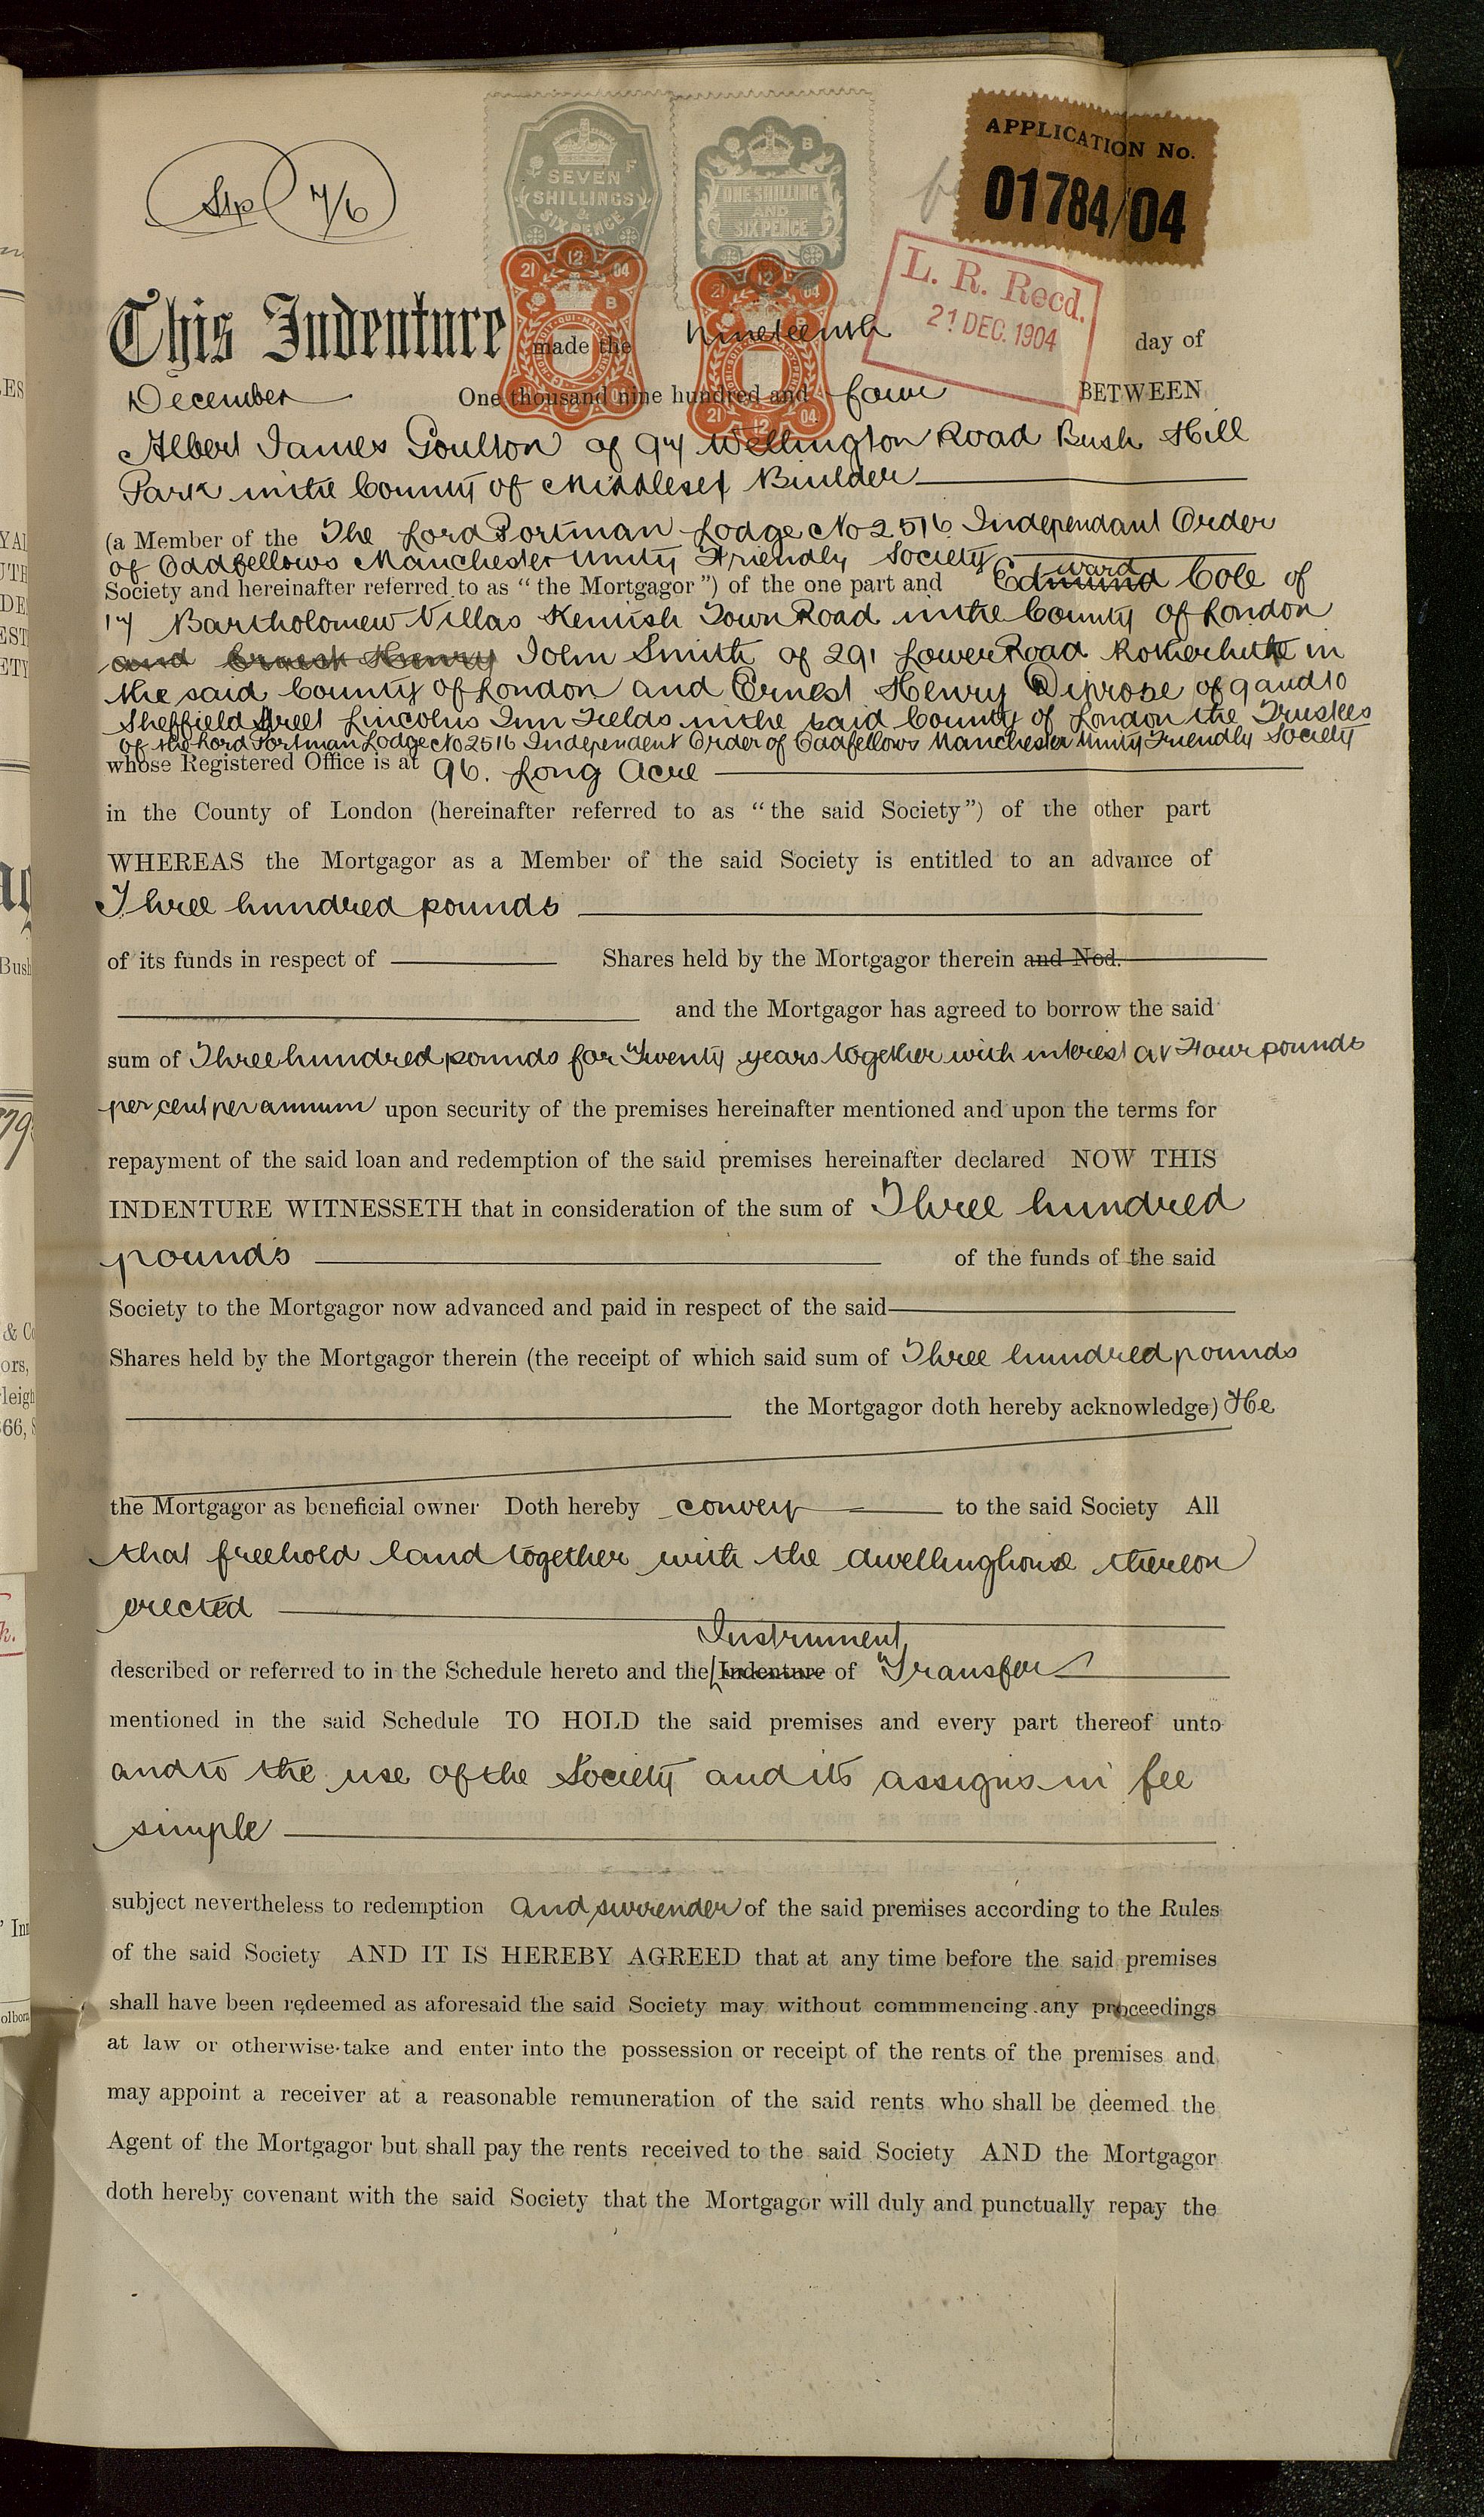 Stp 7/6
SEVEN SHILLINGS & SIX PENCE F
ONE SHILLING AND SIX PENCE B
APPLICATION No.
01784/04
L. R. Recd.
21 DEC. 1904
21 12 04
21 12 04
This Indenture made the nineteenth day of
December One thousand nine hundred and four BETWEEN
Albert James Goulton of 97 Wellington Road Bush Hill
Park in the County of Middlesex Builder
(a Member of the The Lord Portman Lodge No 2516 Independant Order
of Oddfellows Manchester Unity Friendly Society
Society and hereinafter referred to as "the Mortgagor") of the one part and Edmund ward Cole of
17 Bartholomew Villas Kentish Town Road in the County of London
and Ernest Henry John Smith of 291 Lower Road Rotherhithe in
the said County of London and Ernest Henry Diprose of 9 and 10
Sheffield Street Lincolns Inn Fields in the said County of London the Trustees
of the Lord Portman Lodge No 2516 Independent Order of Oddfellows Manchester Unity Friendly Society
whose Registered Office is at 96. Long Acre
in the County of London (hereinafter referred to as "the said Society") of the other part
WHEREAS the Mortgagor as a Member of the said Society is entitled to an advance of
Three hundred pounds
of its funds in respect of Shares held by the Mortgagor therein and Nod.
and the Mortgagor has agreed to borrow the said
sum of Three hundred pounds for Twenty years together with interest at Four pounds
per cent per annum upon security of the premises hereinafter mentioned and upon the terms for
repayment of the said loan and redemption of the said premises hereinafter declared NOW THIS
INDENTURE WITNESSETH that in consideration of the sum of Three hundred
pounds of the funds of the said
Society to the Mortgagor now advanced and paid in respect of the said
Shares held by the Mortgagor therein (the receipt of which said sum of Three hundred pounds
the Mortgagor doth hereby acknowledge) He
the Mortgagor as beneficial owner Doth hereby convey to the said Society All
that freehold land together with the dwellinghouse thereon
erected
Instrument
described or referred to in the Schedule hereto and the Indenture of Transfer
mentioned in the said Schedule TO HOLD the said premises and every part thereof unto
and to the use of the Society and its assigns in fee
simple
subject nevertheless to redemption and surrender of the said premises according to the Rules
of the said Society AND IT IS HEREBY AGREED that at any time before the said premises
shall have been redeemed as aforesaid the said Society may without commmencing any proceedings
at law or otherwise take and enter into the possession or receipt of the rents of the premises and
may appoint a receiver at a reasonable remuneration of the said rents who shall be deemed the
Agent of the Mortgagor but shall pay the rents received to the said Society AND the Mortgagor
doth hereby covenant with the said Society that the Mortgagor will duly and punctually repay the